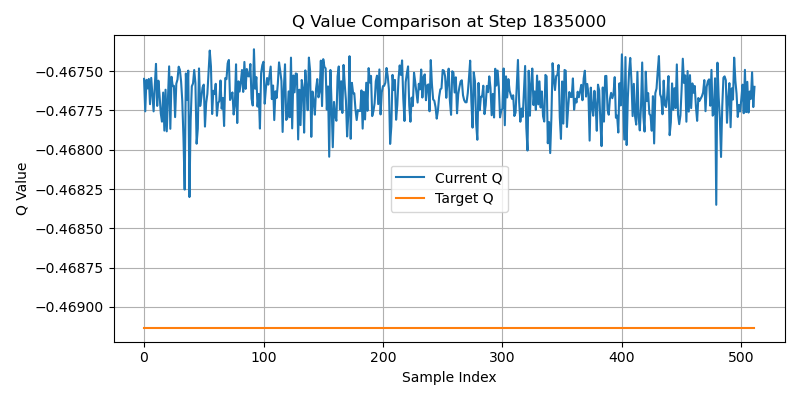 Q Value Comparison at Step 1835000
Q Value
−0.46750
−0.46775
−0.46800
−0.46825
−0.46850
−0.46875
−0.46900
Current Q
Target Q
0 100 200 300 400 500
Sample Index